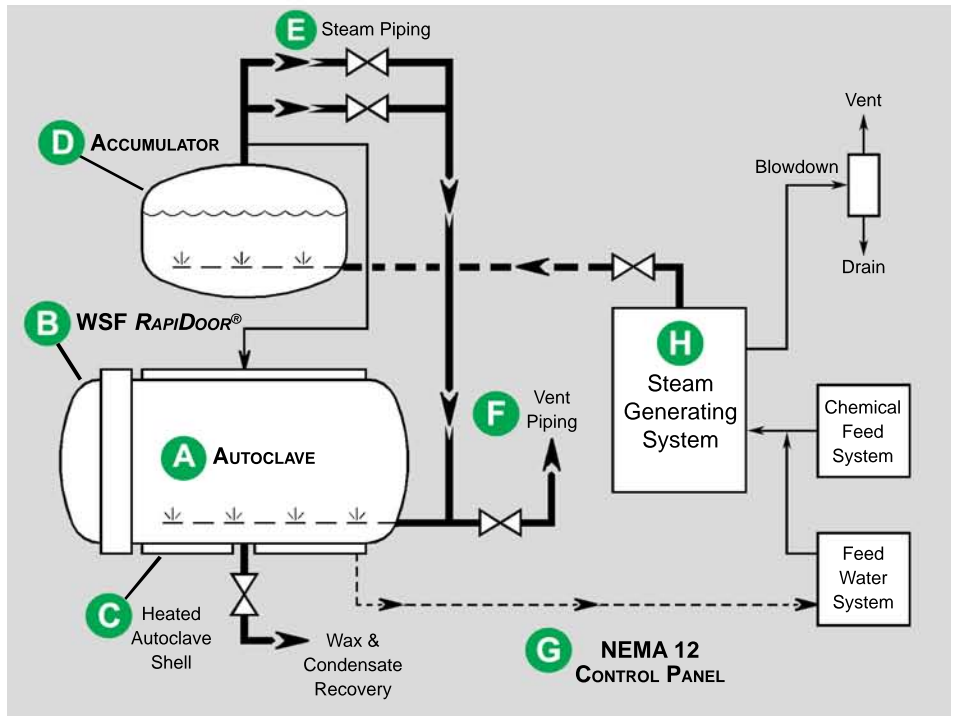 E Steam Piping
D ACCUMULATOR
Vent
Blowdown
Drain
B WSF RAPIDOOR®
H
Steam
Generating
System
F Vent
Piping
Chemical
Feed
System
A AUTOCLAVE
Feed
Water
System
C Heated
Autoclave
Shell
Wax &
Condensate
Recovery
G NEMA 12
CONTROL PANEL